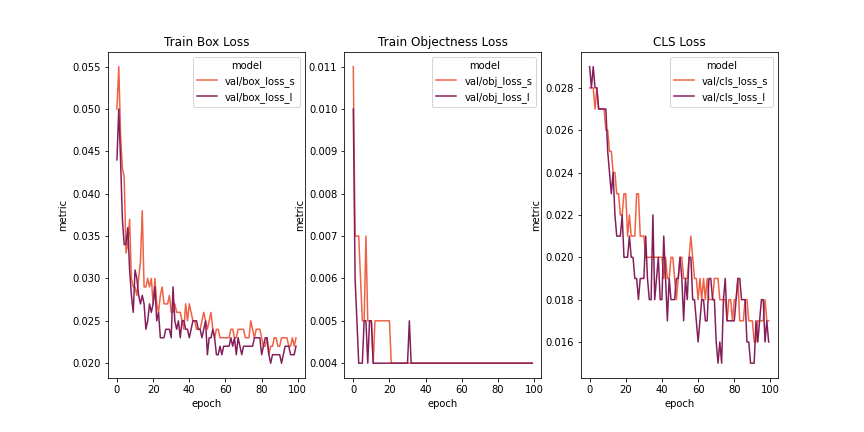 Train Box Loss
metric
0.055
0.050
0.045
0.040
0.035
0.030
0.025
0.020
model
val/box_loss_s
val/box_loss_l
0 20 40 60 80 100
epoch
Train Objectness Loss
metric
0.011
0.010
0.009
0.008
0.007
0.006
0.005
0.004
model
val/obj_loss_s
val/obj_loss_l
0 20 40 60 80 100
epoch
CLS Loss
metric
0.028
0.026
0.024
0.022
0.020
0.018
0.016
model
val/cls_loss_s
val/cls_loss_l
0 20 40 60 80 100
epoch